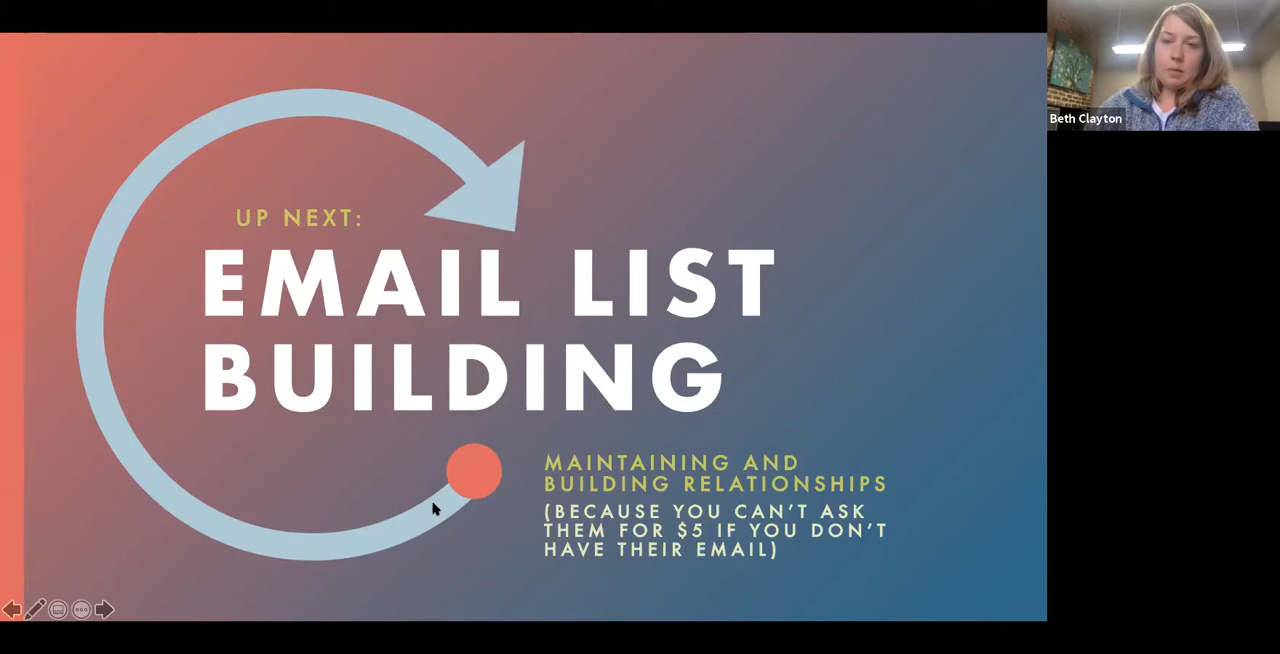 UP NEXT:
EMAIL LIST
BUILDING
MAINTAINING AND
BUILDING RELATIONSHIPS
(BECAUSE YOU CAN’T ASK
THEM FOR $5 IF YOU DON’T
HAVE THEIR EMAIL)
Beth Clayton